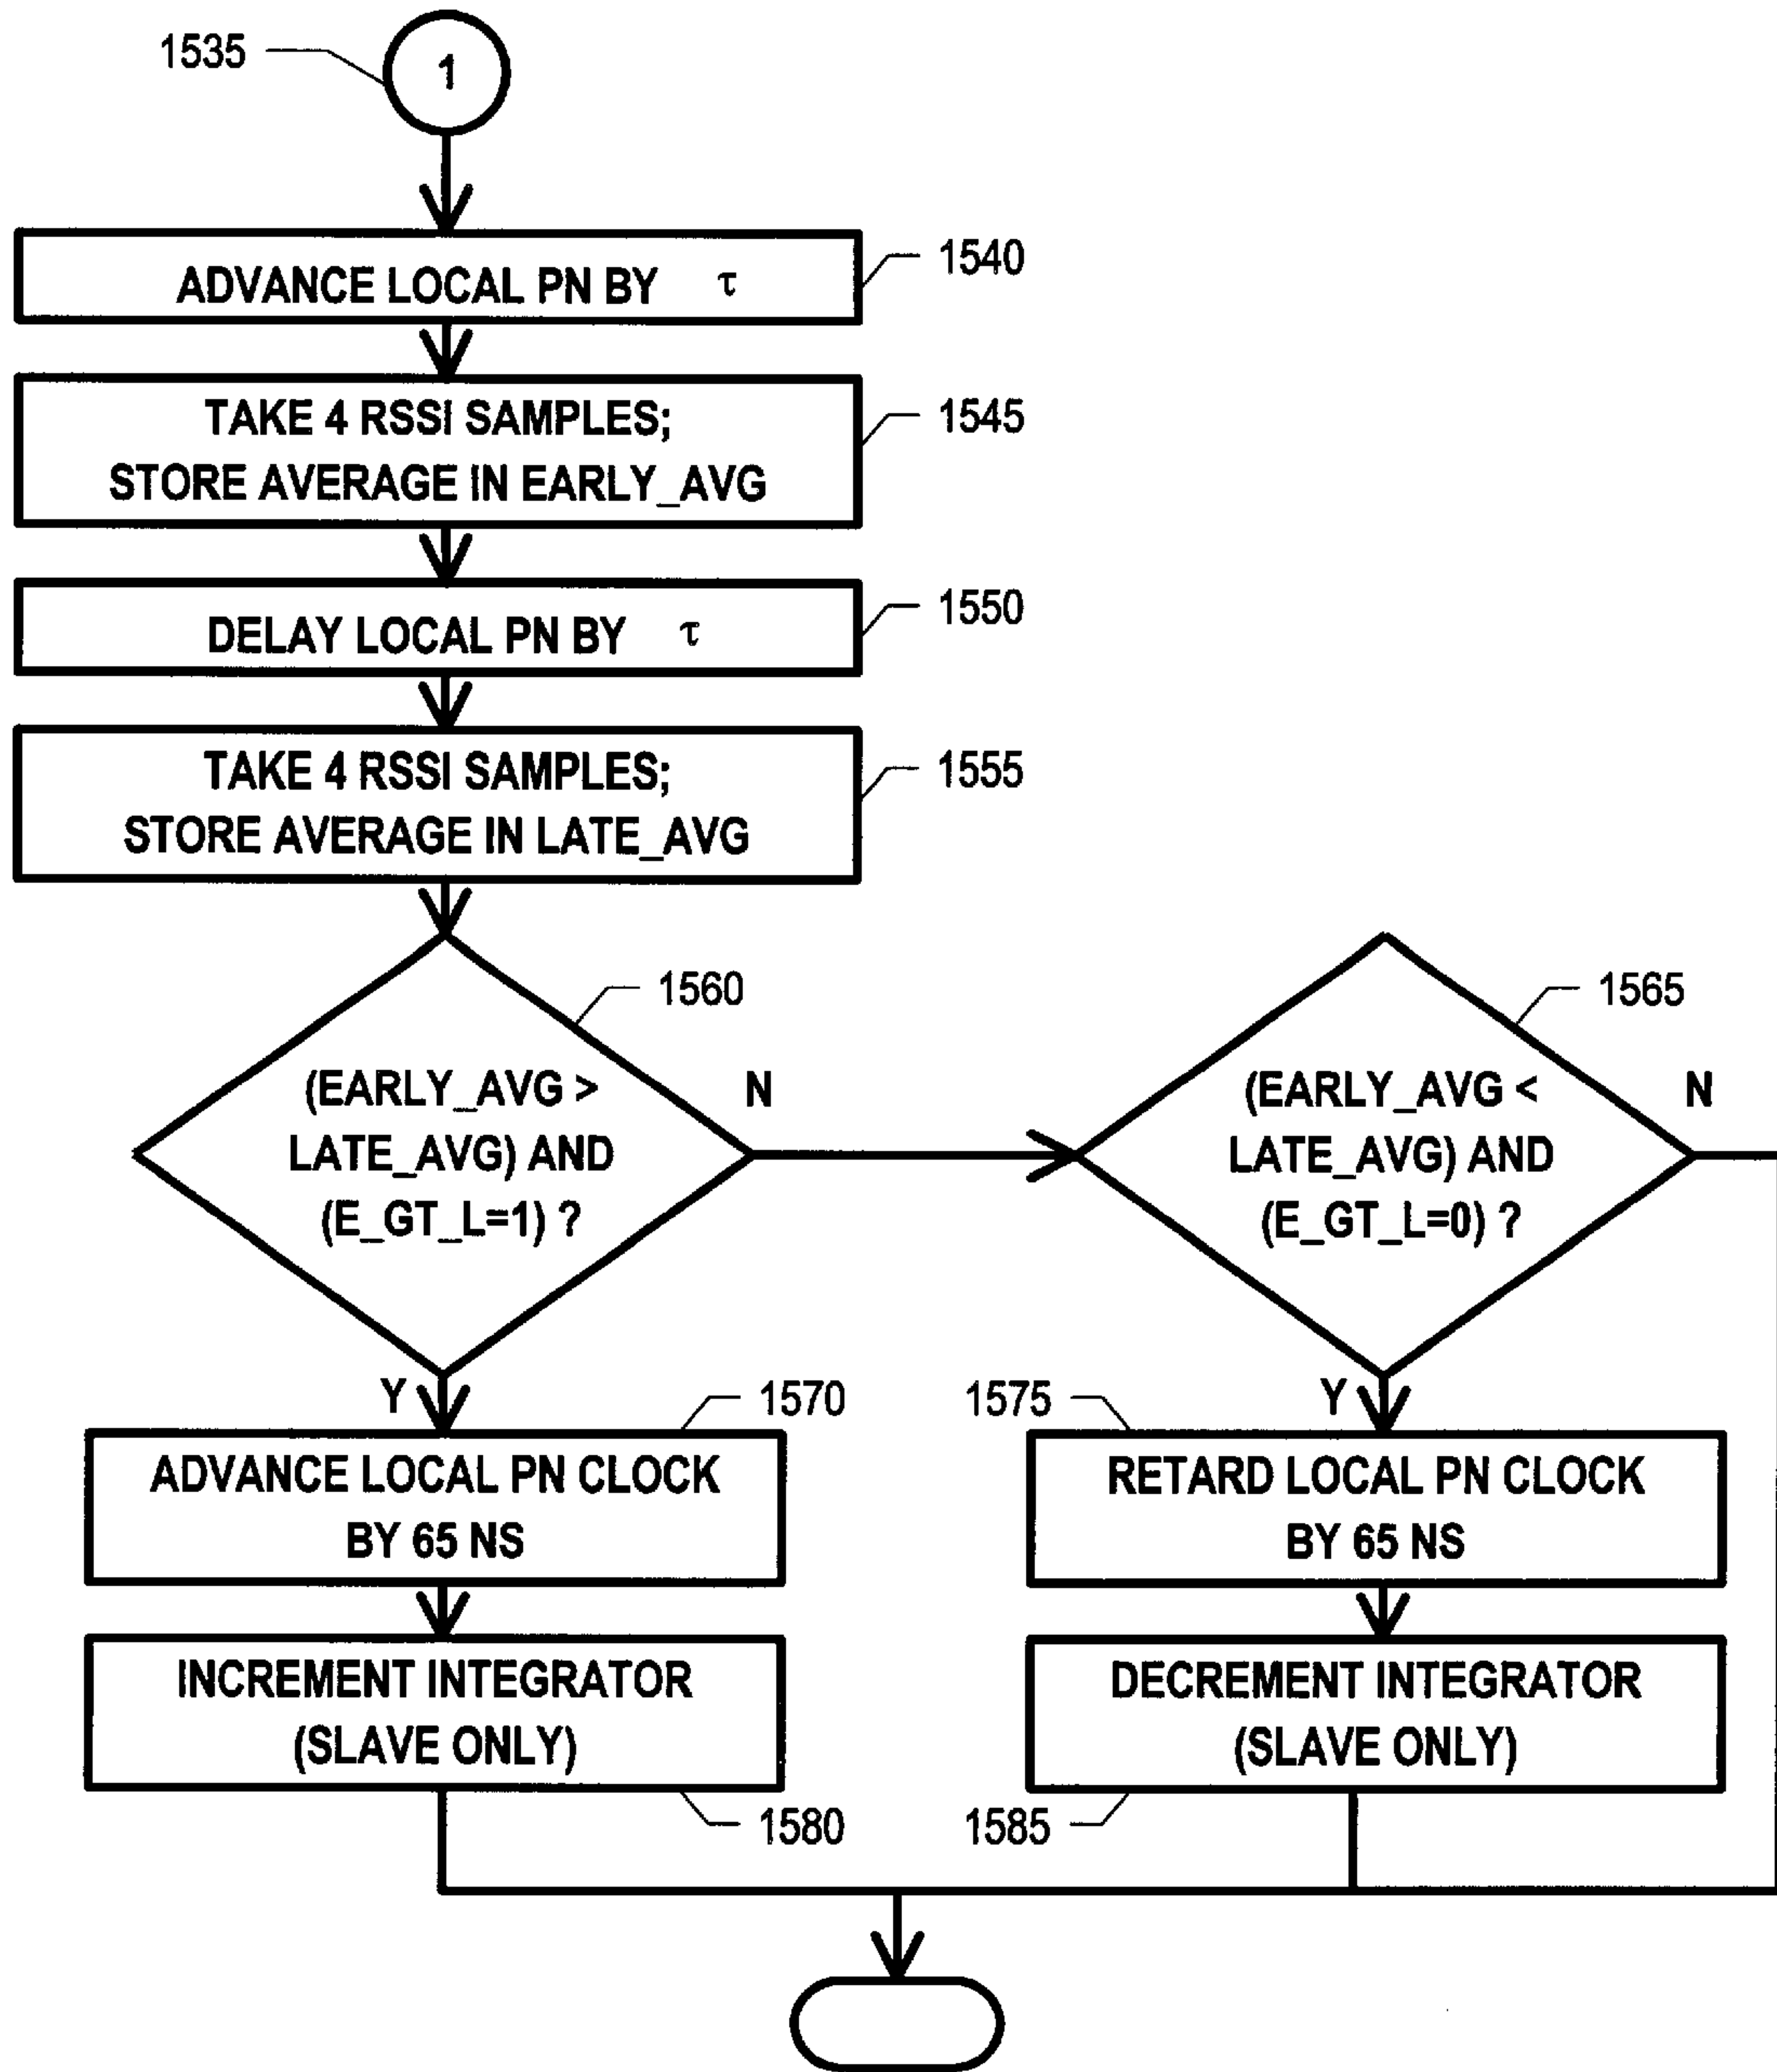 1535
1
ADVANCE LOCAL PN BY τ
1540
TAKE 4 RSSI SAMPLES;
STORE AVERAGE IN EARLY_AVG
1545
DELAY LOCAL PN BY τ
1550
TAKE 4 RSSI SAMPLES;
STORE AVERAGE IN LATE_AVG
1555
1560
(EARLY_AVG >
LATE_AVG) AND
(E_GT_L=1) ?
N
Y
1565
(EARLY_AVG <
LATE_AVG) AND
(E_GT_L=0) ?
N
Y
1570
ADVANCE LOCAL PN CLOCK
BY 65 NS
1575
RETARD LOCAL PN CLOCK
BY 65 NS
INCREMENT INTEGRATOR
(SLAVE ONLY)
1580
DECREMENT INTEGRATOR
(SLAVE ONLY)
1585